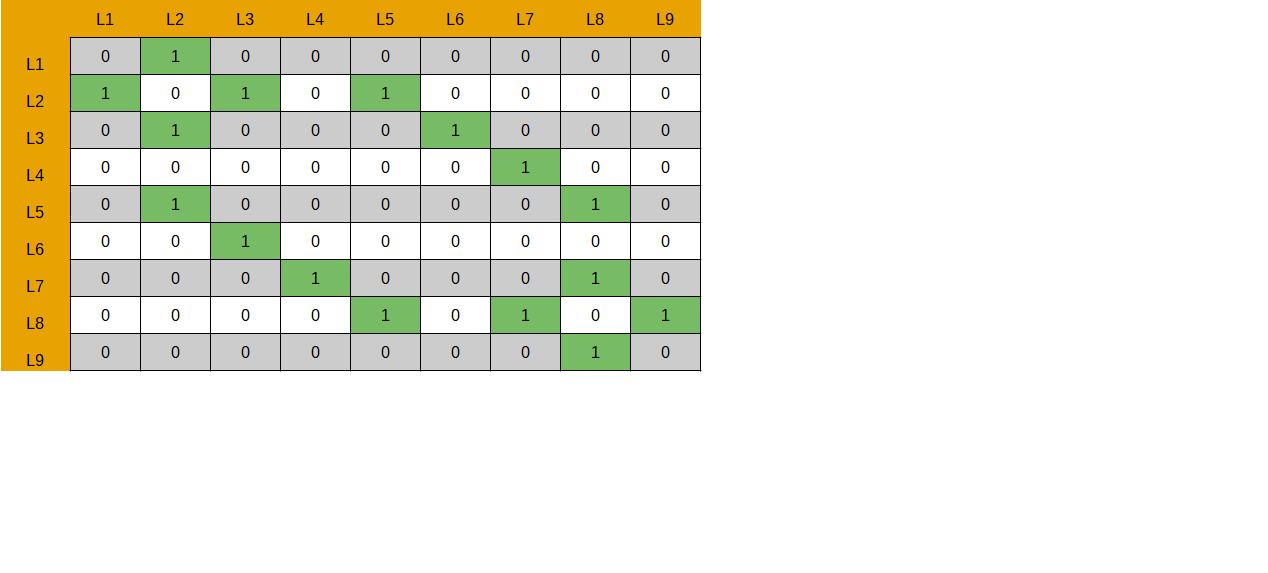 L1 L2 L3 L4 L5 L6 L7 L8 L9
L1 0 1 0 0 0 0 0 0 0
L2 1 0 1 0 1 0 0 0 0
L3 0 1 0 0 0 1 0 0 0
L4 0 0 0 0 0 0 1 0 0
L5 0 1 0 0 0 0 0 1 0
L6 0 0 1 0 0 0 0 0 0
L7 0 0 0 1 0 0 0 1 0
L8 0 0 0 0 1 0 1 0 1
L9 0 0 0 0 0 0 0 1 0